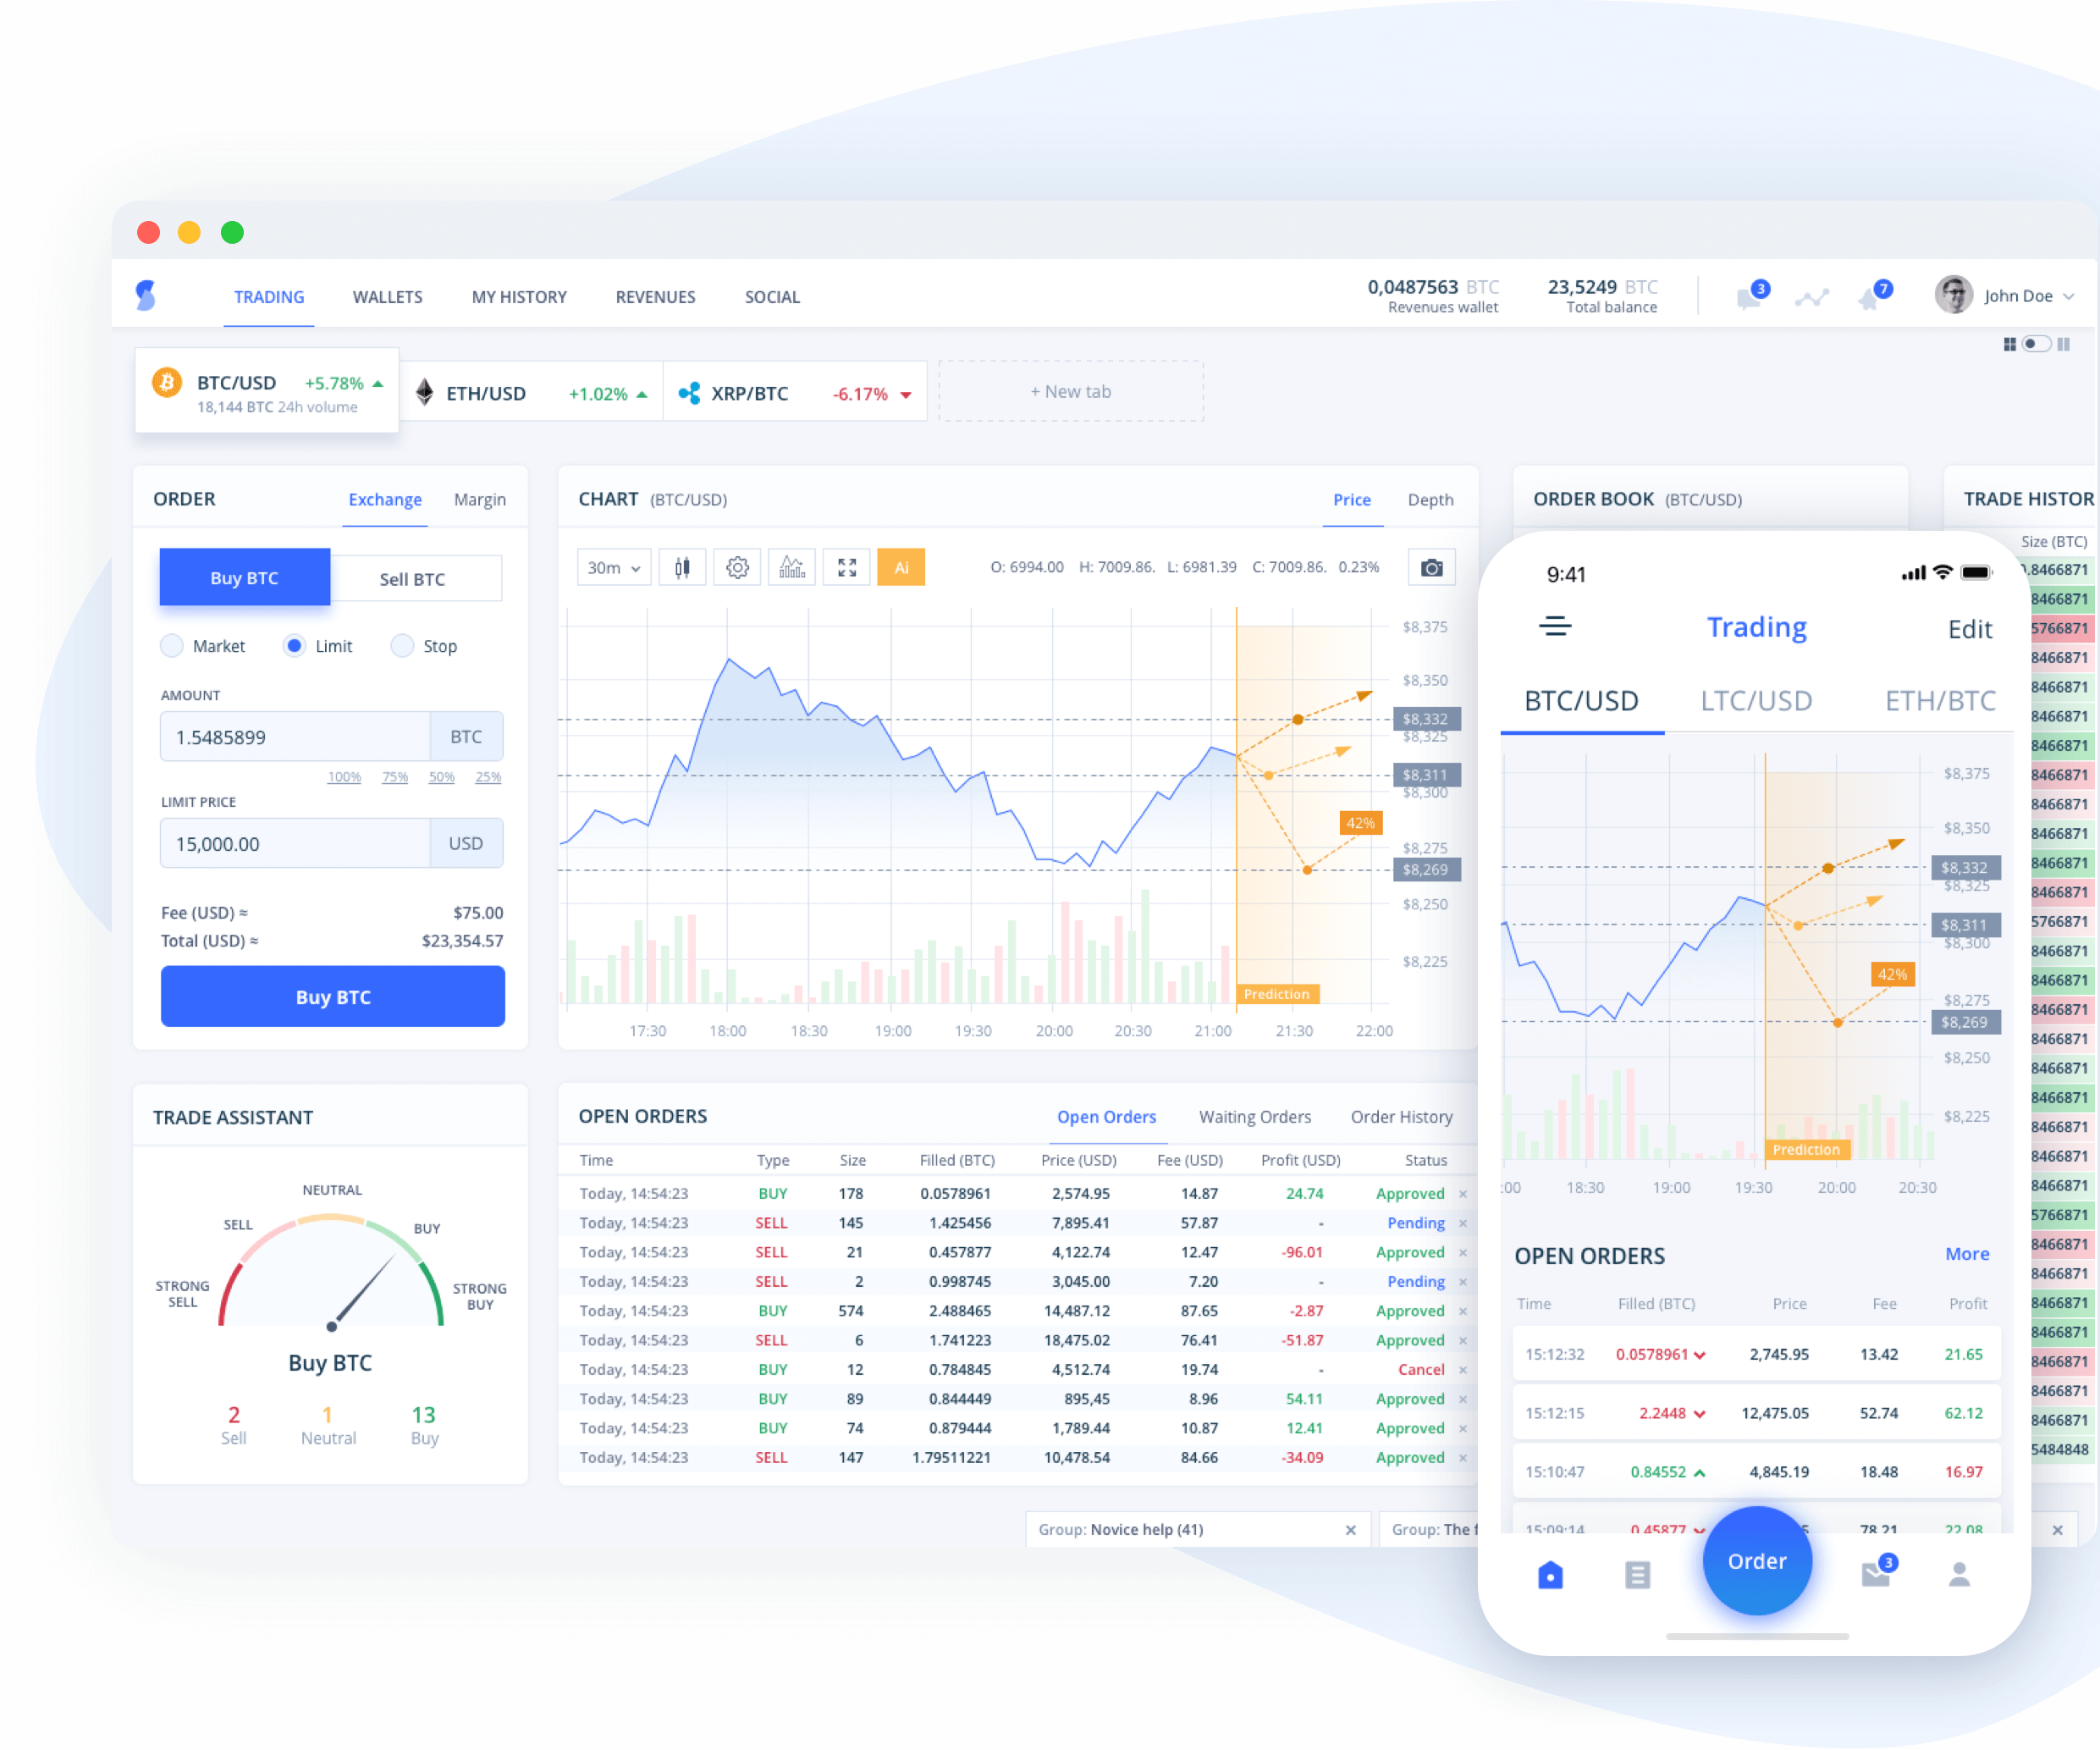 TRADING WALLETS MY HISTORY REVENUES SOCIAL 0,0487563 BTC 23,5249 BTC 3 7 John Doe
Revenues wallet Total balance
BTC/USD +5.78% ETH/USD +1.02% XRP/BTC -6.17% + New tab
18,144 BTC 24h volume
ORDER Exchange Margin
Buy BTC Sell BTC
Market Limit Stop
AMOUNT
1.5485899 BTC
100% 75% 50% 25%
LIMIT PRICE
15,000.00 USD
Fee (USD) ≈ $75.00
Total (USD) ≈ $23,354.57
Buy BTC
CHART (BTC/USD) Price Depth
30m Ai O: 6994.00 H: 7009.86. L: 6981.39 C: 7009.86. 0.23%
$8,375
$8,350
$8,332
$8,325
$8,311
$8,300
42%
$8,275
$8,269
$8,250
$8,225
Prediction
17:30 18:00 18:30 19:00 19:30 20:00 20:30 21:00 21:30 22:00
ORDER BOOK (BTC/USD)
TRADE HISTOR
Size (BTC)
.8466871
8466871
5766871
8466871
8466871
8466871
8466871
8466871
8466871
8466871
8466871
8466871
5766871
8466871
8466871
8466871
8466871
8466871
8466871
8466871
8466871
8466871
5766871
8466871
8466871
8466871
8466871
8466871
8466871
8466871
5484848
TRADE ASSISTANT
NEUTRAL
SELL BUY
STRONG SELL STRONG BUY
Buy BTC
2 1 13
Sell Neutral Buy
OPEN ORDERS Open Orders Waiting Orders Order History
Time Type Size Filled (BTC) Price (USD) Fee (USD) Profit (USD) Status
Today, 14:54:23 BUY 178 0.0578961 2,574.95 14.87 24.74 Approved ×
Today, 14:54:23 SELL 145 1.425456 7,895.41 57.87 - Pending ×
Today, 14:54:23 SELL 21 0.457877 4,122.74 12.47 -96.01 Approved ×
Today, 14:54:23 SELL 2 0.998745 3,045.00 7.20 - Pending ×
Today, 14:54:23 BUY 574 2.488465 14,487.12 87.65 -2.87 Approved ×
Today, 14:54:23 SELL 6 1.741223 18,475.02 76.41 -51.87 Approved ×
Today, 14:54:23 BUY 12 0.784845 4,512.74 19.74 - Cancel ×
Today, 14:54:23 BUY 89 0.844449 895,45 8.96 54.11 Approved ×
Today, 14:54:23 BUY 74 0.879444 1,789.44 10.87 12.41 Approved ×
Today, 14:54:23 SELL 147 1.79511221 10,478.54 84.66 -34.09 Approved ×
Group: Novice help (41) × Group: The f ×
9:41
Trading Edit
BTC/USD LTC/USD ETH/BTC
$8,375
$8,350
$8,332
$8,325
$8,311
$8,300
42%
$8,275
$8,269
$8,250
$8,225
Prediction
:00 18:30 19:00 19:30 20:00 20:30
OPEN ORDERS More
Time Filled (BTC) Price Fee Profit
15:12:32 0.0578961 2,745.95 13.42 21.65
15:12:15 2.2448 12,475.05 52.74 62.12
15:10:47 0.84552 4,845.19 18.48 16.97
15:09:14 0.45877 5 78.21 22.08
Order 3